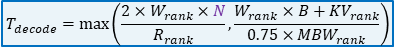 T_decode = max( (2 × W_rank × N) / R_rank , (W_rank × B + KV_rank) / (0.75 × MBW_rank) )